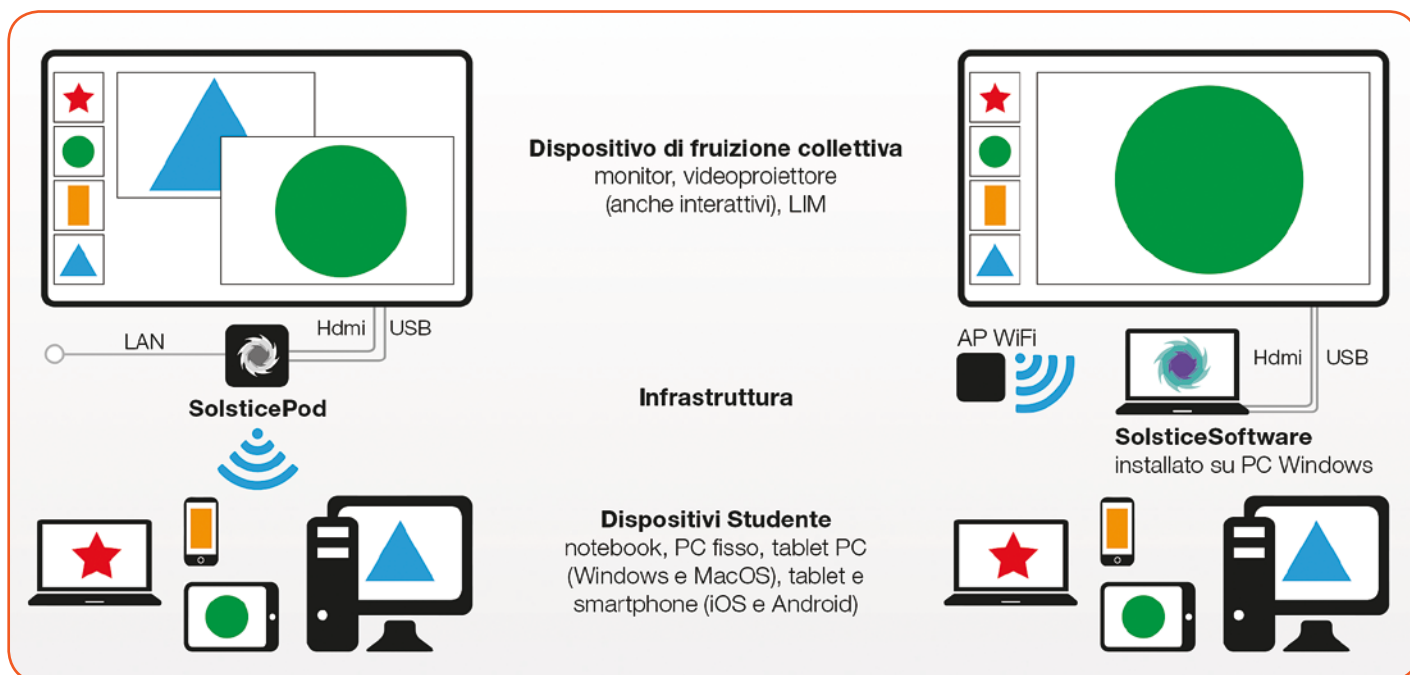 Dispositivo di fruizione collettiva
monitor, videoproiettore
(anche interattivi), LIM
LAN
Hdmi
USB
SolsticePod
Infrastruttura
AP WiFi
Hdmi
USB
SolsticeSoftware
installato su PC Windows
Dispositivi Studente
notebook, PC fisso, tablet PC
(Windows e MacOS), tablet e
smartphone (iOS e Android)